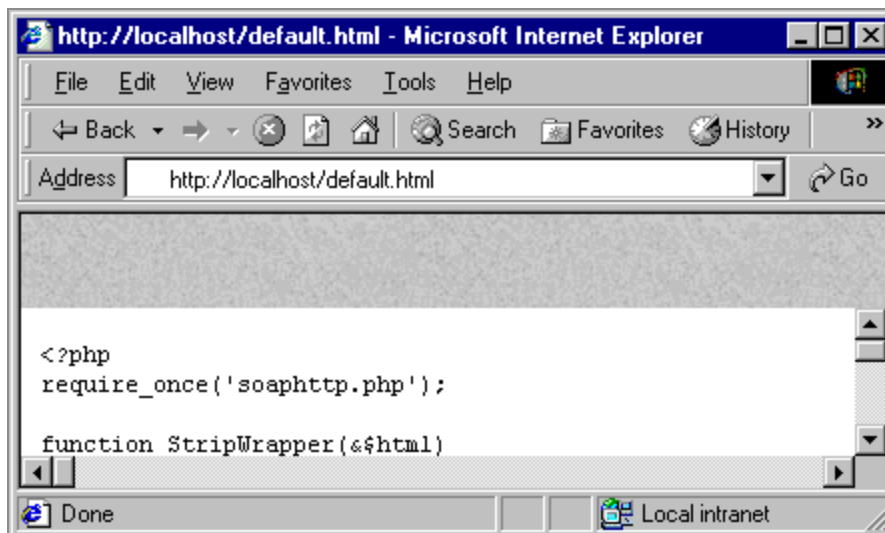 http://localhost/default.html - Microsoft Internet Explorer
File Edit View Favorites Tools Help
Back Search Favorites History »
Address http://localhost/default.html Go
<?php
require_once('soaphttp.php');
function StripWrapper(&$html)
Done Local intranet